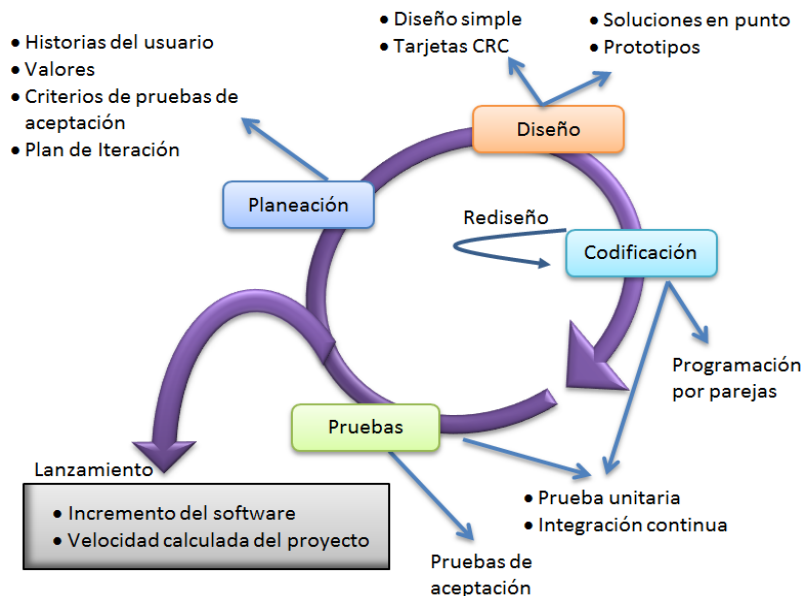 • Historias del usuario
• Valores
• Criterios de pruebas de
aceptación
• Plan de Iteración
• Diseño simple
• Tarjetas CRC
• Soluciones en punto
• Prototipos
Diseño
Planeación
Rediseño
Codificación
Programación
por parejas
Pruebas
Lanzamiento
• Incremento del software
• Velocidad calculada del proyecto
• Prueba unitaria
• Integración continua
Pruebas de
aceptación